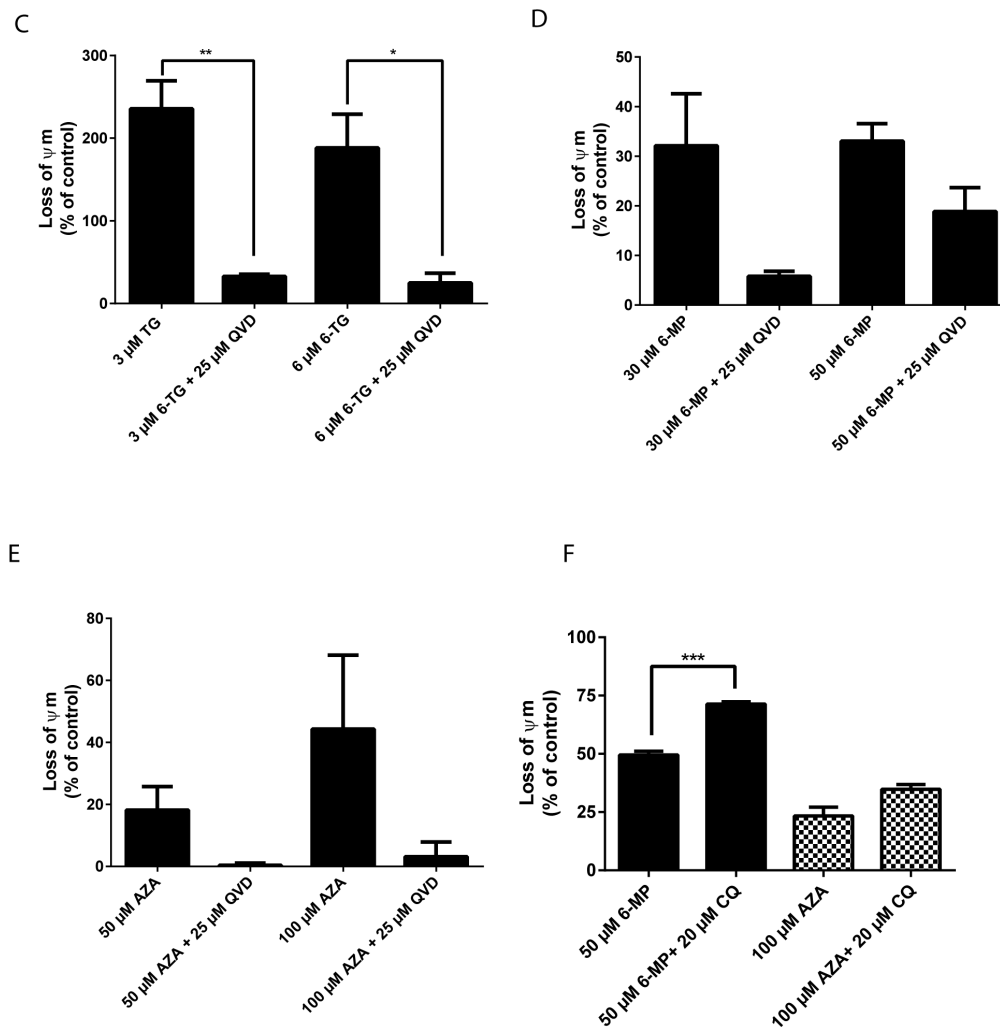 C
Loss of ψm
(% of control)
300
200
100
0
**
*
3 µM TG
3 µM 6-TG + 25 µM QVD
6 µM 6-TG
6 µM 6-TG + 25 µM QVD
D
Loss of ψm
(% of control)
50
40
30
20
10
0
30 µM 6-MP
30 µM 6-MP + 25 µM QVD
50 µM 6-MP
50 µM 6-MP + 25 µM QVD
E
Loss of ψm
(% of control)
80
60
40
20
0
50 µM AZA
50 µM AZA + 25 µM QVD
100 µM AZA
100 µM AZA + 25 µM QVD
F
Loss of ψm
(% of control)
100
75
50
25
0
***
50 µM 6-MP
50 µM 6-MP+ 20 µM CQ
100 µM AZA
100 µM AZA+ 20 µM CQ